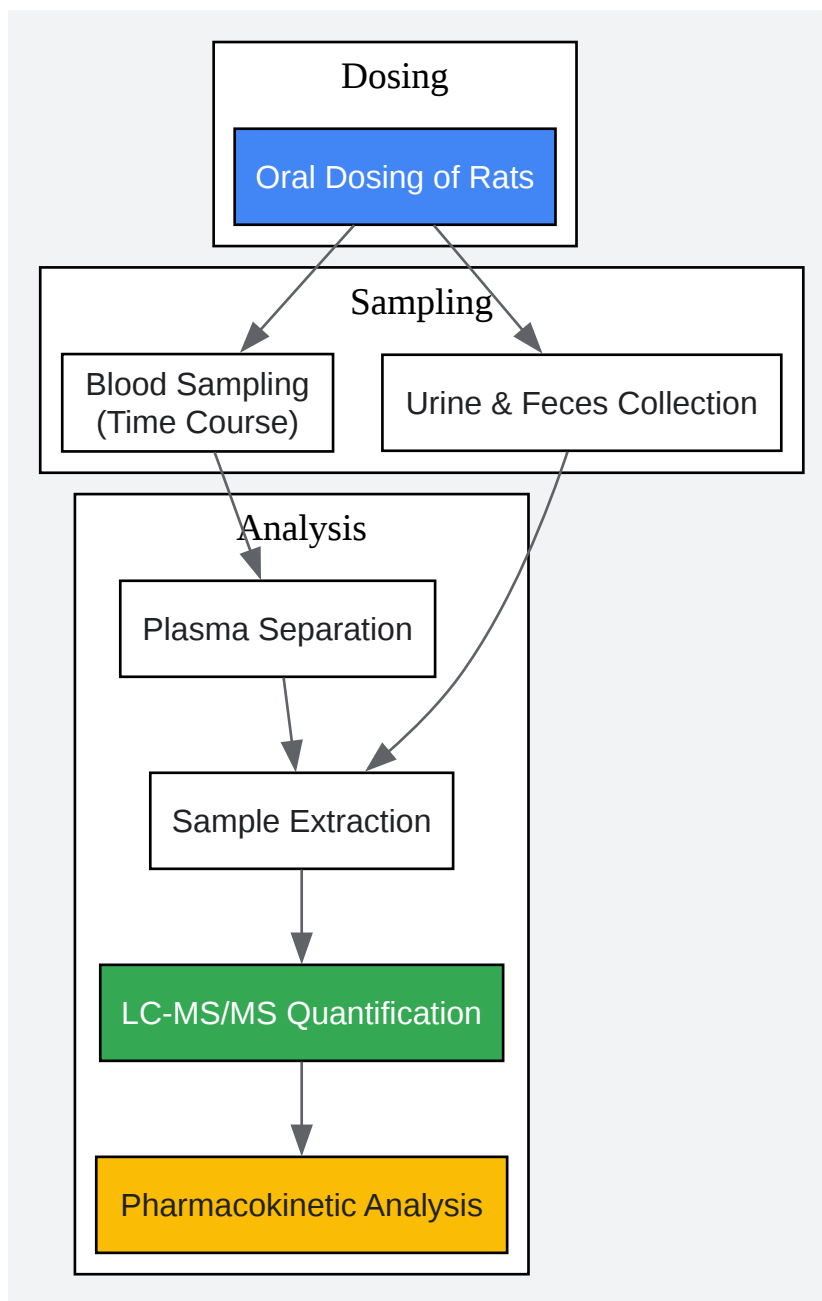 Dosing
Oral Dosing of Rats
Sampling
Blood Sampling
(Time Course)
Urine & Feces Collection
Analysis
Plasma Separation
Sample Extraction
LC-MS/MS Quantification
Pharmacokinetic Analysis